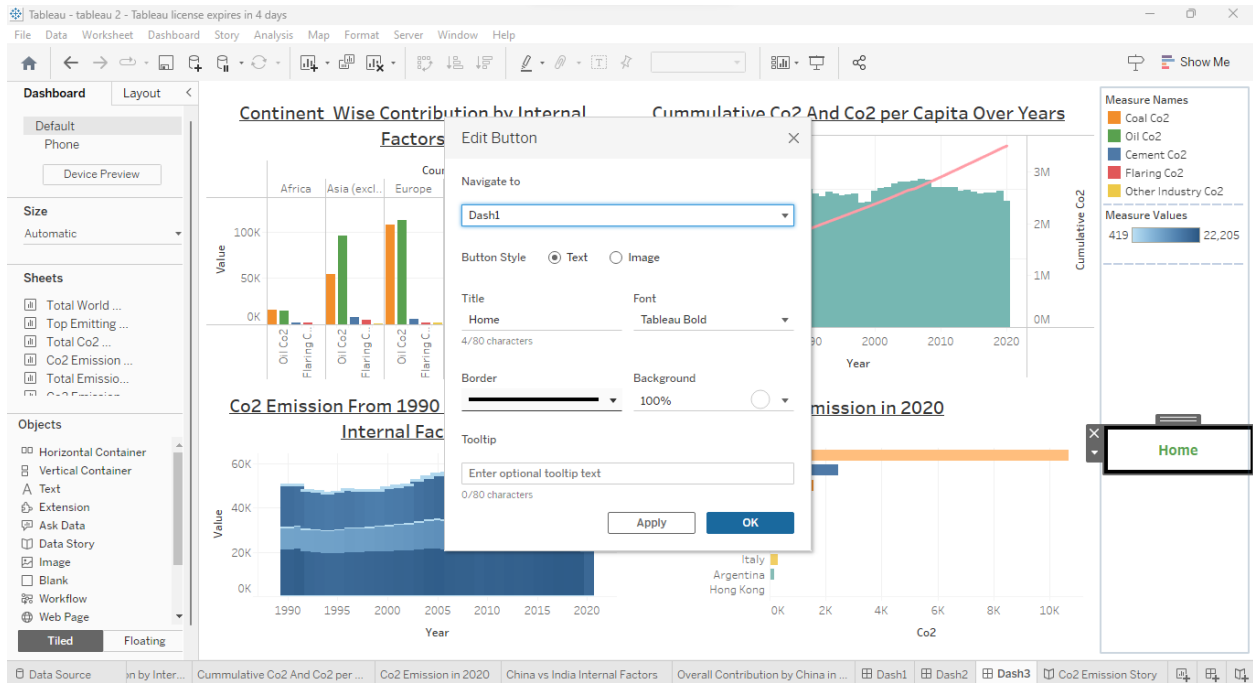 Tableau - tableau 2 - Tableau license expires in 4 days
File Data Worksheet Dashboard Story Analysis Map Format Server Window Help
Show Me
Dashboard Layout
Default
Phone
Device Preview
Size
Automatic
Sheets
Total World ...
Top Emitting ...
Total Co2 ...
Co2 Emission ...
Total Emissio...
Objects
Horizontal Container
Vertical Container
Text
Extension
Ask Data
Data Story
Image
Blank
Workflow
Web Page
Tiled Floating
Continent Wise Contribution by Internal
Factors
Cour
Africa Asia (excl.. Europe
Value
100K
50K
0K
Oil Co2
Flaring C..
Oil Co2
Flaring C..
Oil Co2
Flaring C..
Cummulative Co2 And Co2 per Capita Over Years
3M
2M
1M
0M
Cumulative Co2
90 2000 2010 2020
Year
Co2 Emission From 1990
Internal Fac
Value
60K
40K
20K
0K
1990 1995 2000 2005 2010 2015 2020
Year
mission in 2020
Italy
Argentina
Hong Kong
0K 2K 4K 6K 8K 10K
Co2
Edit Button
Navigate to
Dash1
Button Style Text Image
Title Font
Home Tableau Bold
4/80 characters
Border Background
100%
Tooltip
Enter optional tooltip text
0/80 characters
Apply OK
Measure Names
Coal Co2
Oil Co2
Cement Co2
Flaring Co2
Other Industry Co2
Measure Values
419 22,205
Home
Data Source on by Inter... Cummulative Co2 And Co2 per ... Co2 Emission in 2020 China vs India Internal Factors Overall Contribution by China in ... Dash1 Dash2 Dash3 Co2 Emission Story